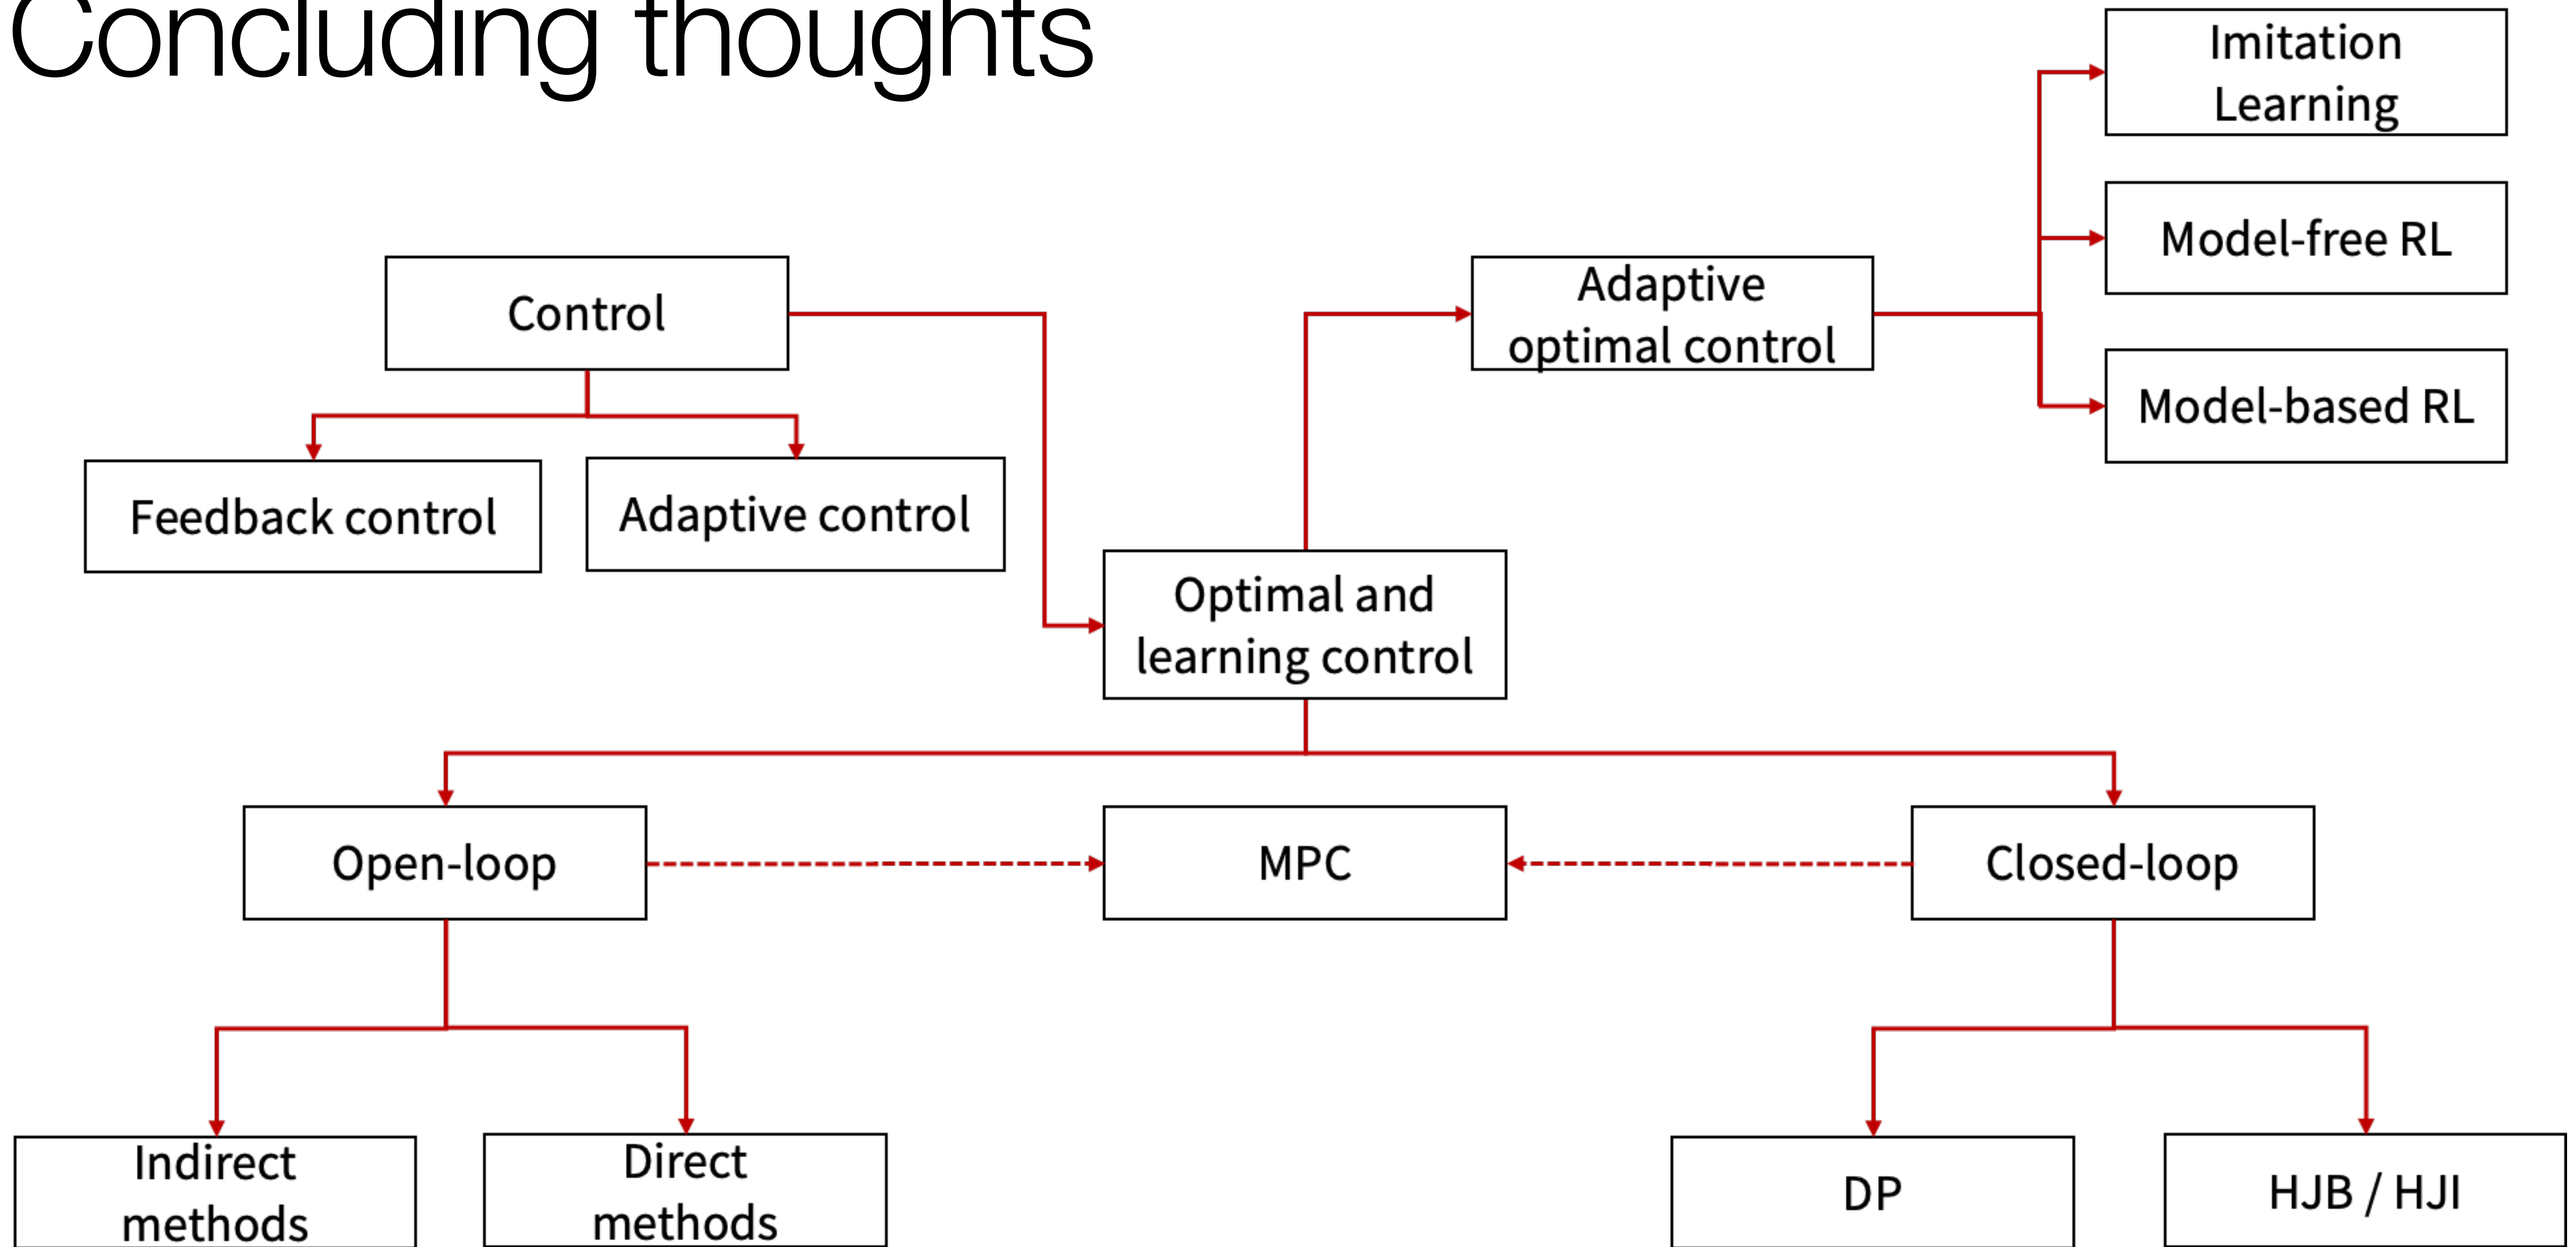 Concluding thoughts
Imitation
Learning
Model-free RL
Control
Adaptive
optimal control
Model-based RL
Feedback control
Adaptive control
Optimal and
learning control
Open-loop
MPC
Closed-loop
Indirect
methods
Direct
methods
DP
HJB / HJI